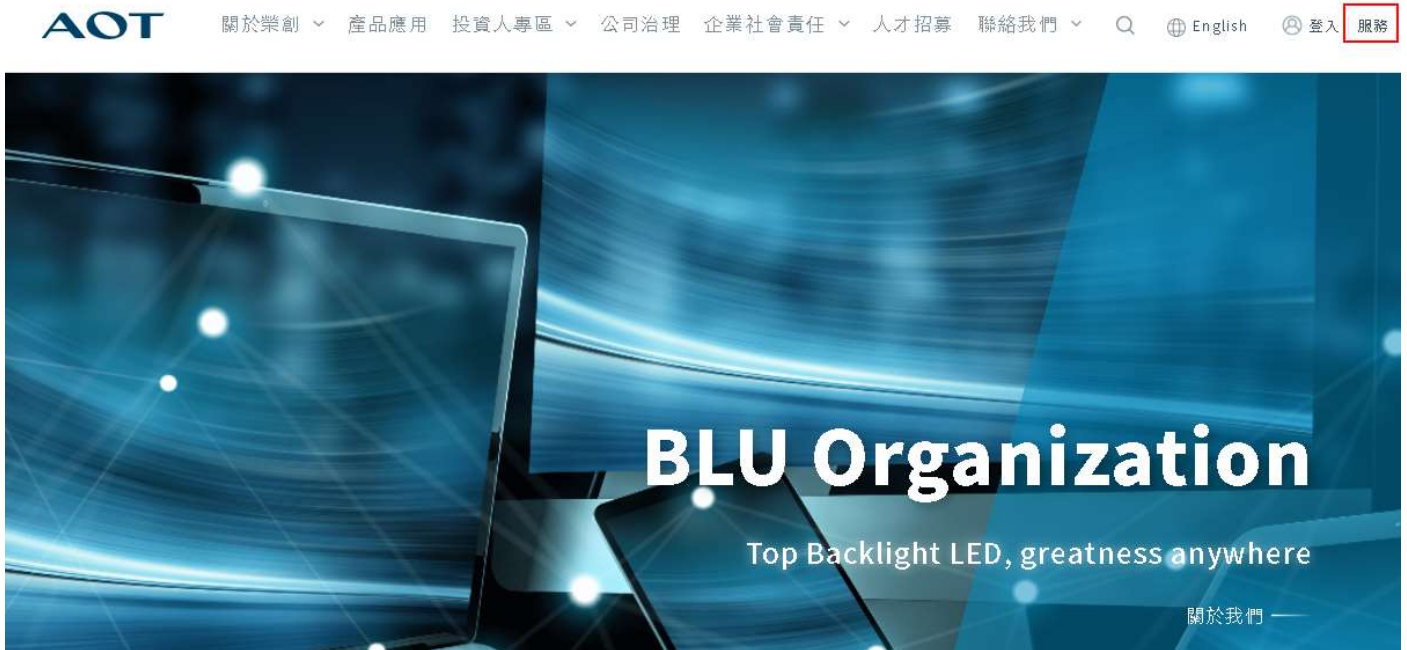 AOT 關於榮創 產品應用 投資人專區 公司治理 企業社會責任 人才招募 聯絡我們 English 登入 服務
BLU Organization
Top Backlight LED, greatness anywhere
關於我們